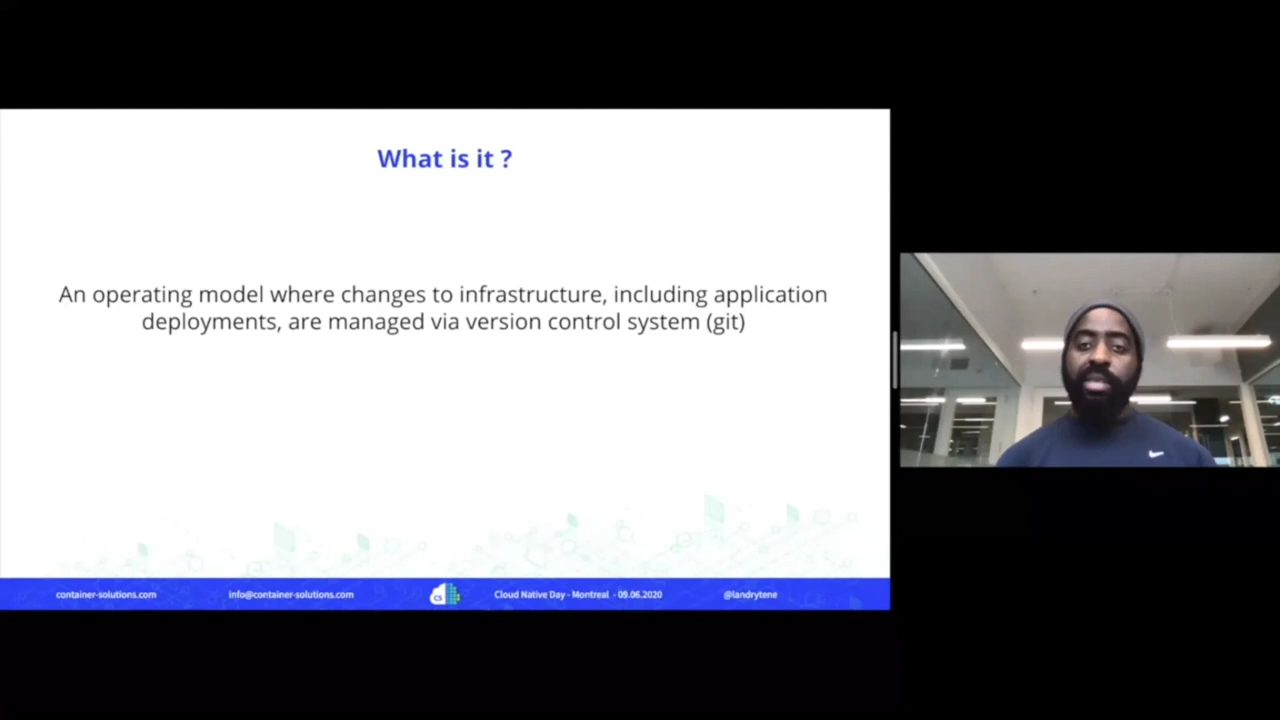 What is it ?
An operating model where changes to infrastructure, including application
deployments, are managed via version control system (git)
container-solutions.com info@container-solutions.com CS Cloud Native Day - Montreal - 09.06.2020 @landrytene